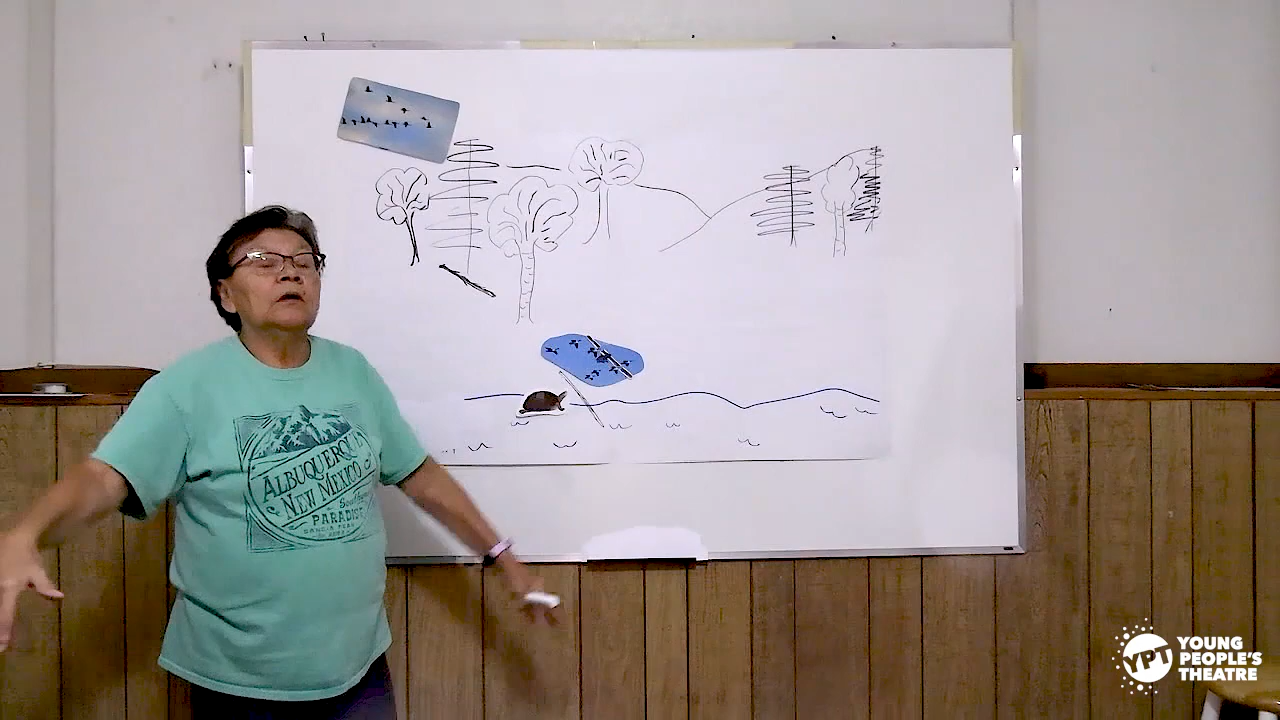 ALBUQUERQUE
NEW MEXICO
PARADISE
YPT
YOUNG
PEOPLE'S
THEATRE